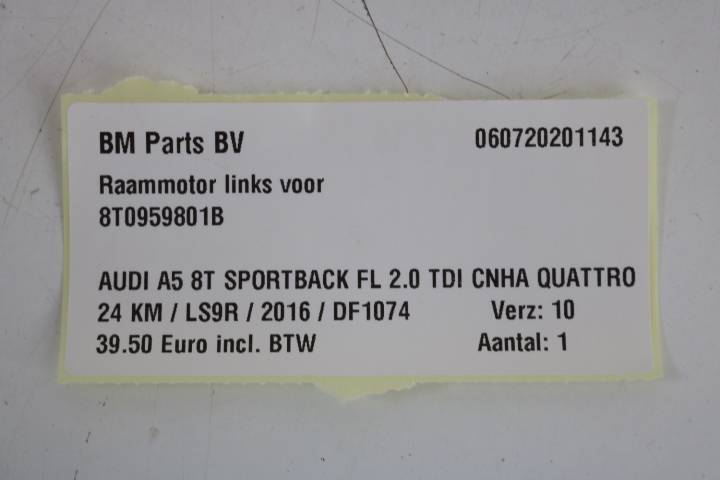 BM Parts BV 060720201143
Raammotor links voor
8T0959801B
AUDI A5 8T SPORTBACK FL 2.0 TDI CNHA QUATTRO
24 KM / LS9R / 2016 / DF1074 Verz: 10
39.50 Euro incl. BTW Aantal: 1